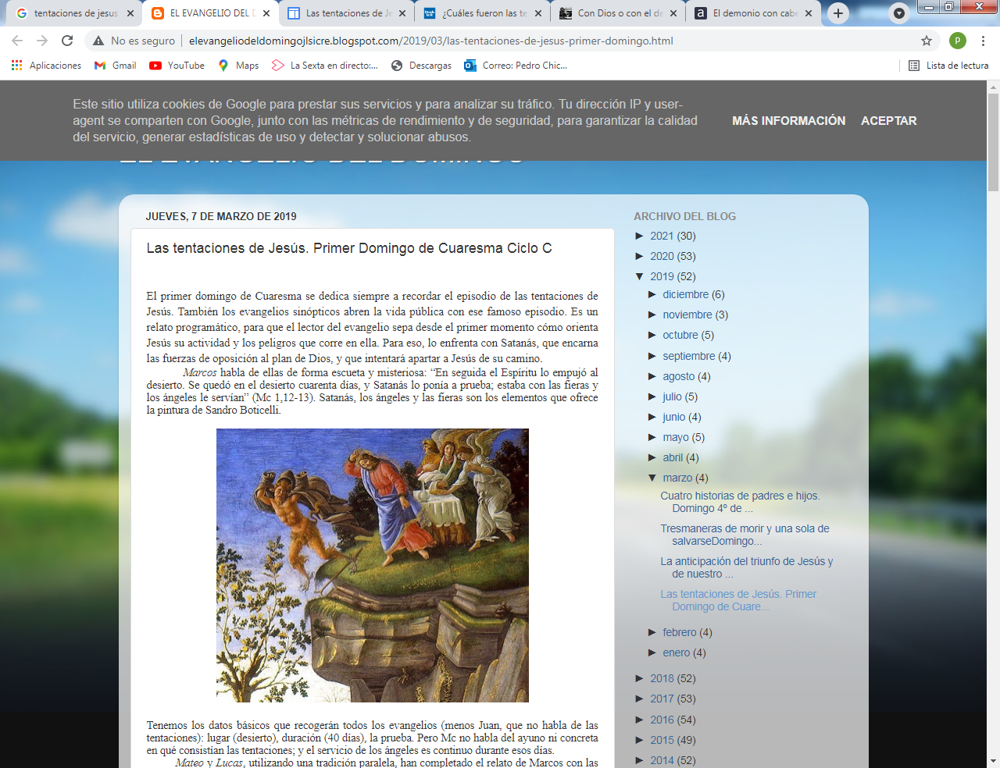 tentaciones de jesus
EL EVANGELIO DEL D
Las tentaciones de Je
¿Cuáles fueron las te
Con Dios o con el de
El demonio con cabe
No es seguro
elevangeliodeldomingojlsicre.blogspot.com/2019/03/las-tentaciones-de-jesus-primer-domingo.html
P
Aplicaciones
Gmail
YouTube
Maps
La Sexta en directo:...
Descargas
Correo: Pedro Chic...
Lista de lectura
Este sitio utiliza cookies de Google para prestar sus servicios y para analizar su tráfico. Tu dirección IP y user-
agent se comparten con Google, junto con las métricas de rendimiento y de seguridad, para garantizar la calidad
del servicio, generar estadísticas de uso y detectar y solucionar abusos.
MÁS INFORMACIÓN
ACEPTAR
EL EVANGELIO DEL DOMINGO
JUEVES, 7 DE MARZO DE 2019
Las tentaciones de Jesús. Primer Domingo de Cuaresma Ciclo C
El primer domingo de Cuaresma se dedica siempre a recordar el episodio de las tentaciones de
Jesús. También los evangelios sinópticos abren la vida pública con ese famoso episodio. Es un
relato programático, para que el lector del evangelio sepa desde el primer momento cómo orienta
Jesús su actividad y los peligros que corre en ella. Para eso, lo enfrenta con Satanás, que encarna
las fuerzas de oposición al plan de Dios, y que intentará apartar a Jesús de su camino.
Marcos habla de ellas de forma escueta y misteriosa: “En seguida el Espíritu lo empujó al
desierto. Se quedó en el desierto cuarenta días, y Satanás lo ponía a prueba; estaba con las fieras y
los ángeles le servían” (Mc 1,12-13). Satanás, los ángeles y las fieras son los elementos que ofrece
la pintura de Sandro Boticelli.
Tenemos los datos básicos que recogerán todos los evangelios (menos Juan, que no habla de las
tentaciones): lugar (desierto), duración (40 días), la prueba. Pero Mc no habla del ayuno ni concreta
en qué consistían las tentaciones; y el servicio de los ángeles es continuo durante esos días.
Mateo y Lucas, utilizando una tradición paralela, han completado el relato de Marcos con las
ARCHIVO DEL BLOG
► 2021 (30)
► 2020 (53)
▼ 2019 (52)
► diciembre (6)
► noviembre (3)
► octubre (5)
► septiembre (4)
► agosto (4)
► julio (5)
► junio (4)
► mayo (5)
► abril (4)
▼ marzo (4)
Cuatro historias de padres e hijos.
Domingo 4º de ...
Tresmaneras de morir y una sola de
salvarseDomingo...
La anticipación del triunfo de Jesús y
de nuestro ...
Las tentaciones de Jesús. Primer
Domingo de Cuare...
► febrero (4)
► enero (4)
► 2018 (52)
► 2017 (53)
► 2016 (54)
► 2015 (49)
► 2014 (52)